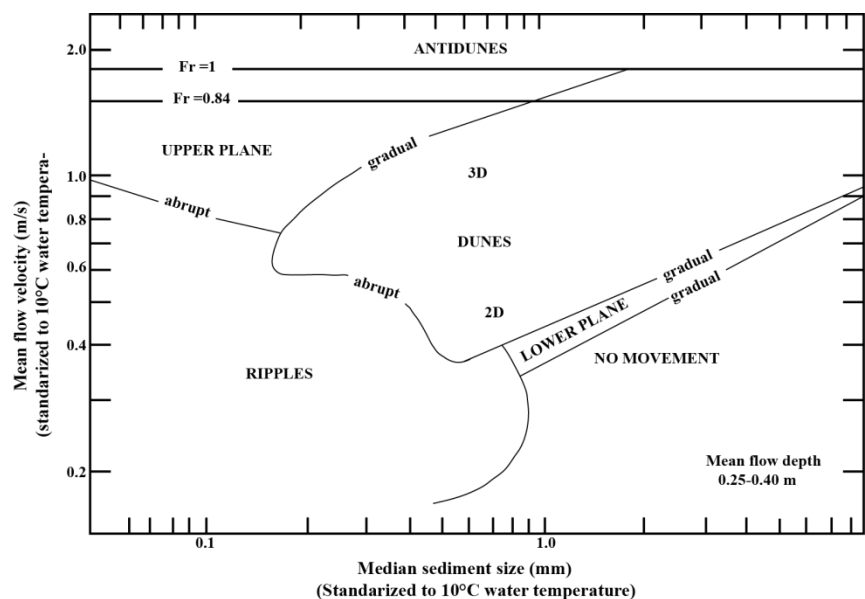 2.0
ANTIDUNES
Fr =1
Fr=0.84
UPPER PLANE
gradual
3D
1.0
abrupt
0.8
DUNES
0.6
abrupt
gradual
gradual
2D
LOWER PLANE
0.4
NO MOVEMENT
RIPPLES
0.2
Mean flow depth
0.25-0.40 m
0.1
1.0
Mean flow velocity (m/s)
(standarized to 10°C water tempera-
Median sediment size (mm)
(Standarized to 10°C water temperature)